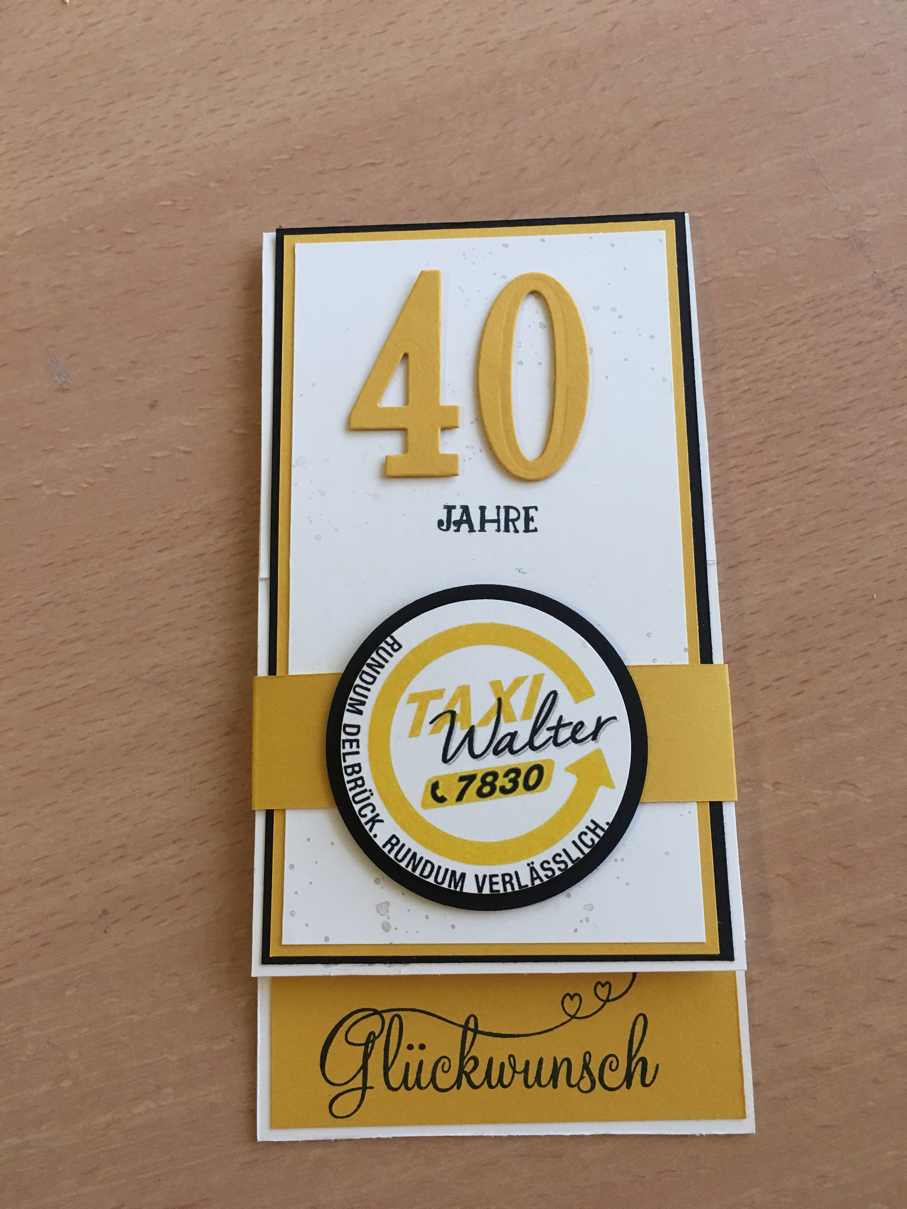 40
JAHRE
TAXI
Walter
7830
RUNDUM DELBRÜCK. RUNDUM VERLÄSSLICH.
Glückwunsch